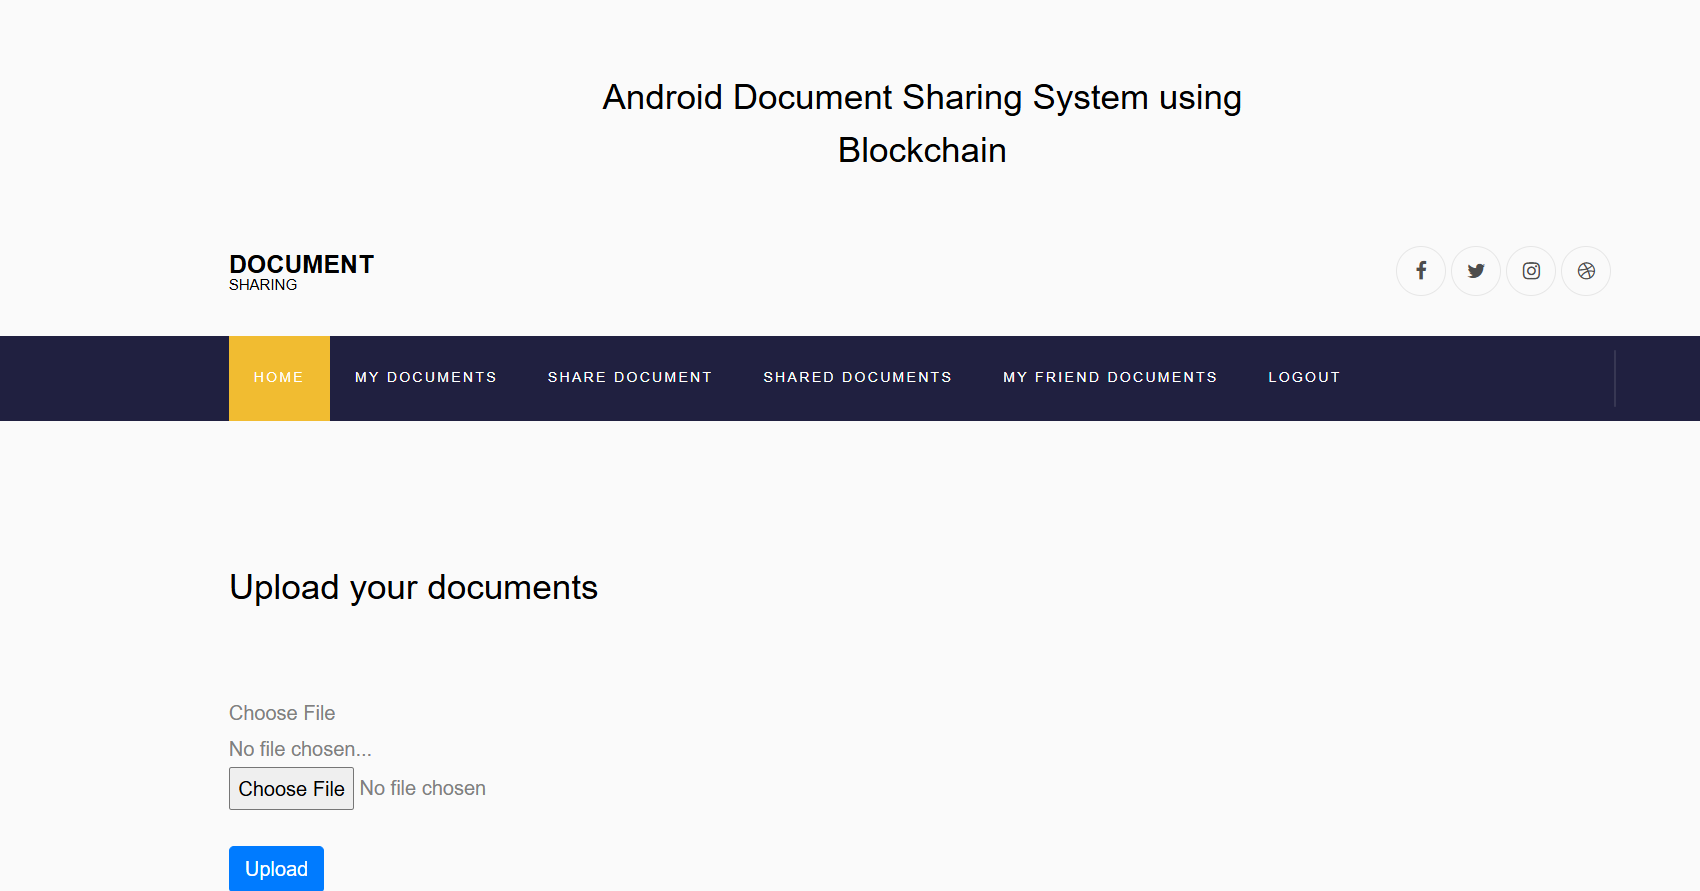 Android Document Sharing System using
Blockchain
DOCUMENT
SHARING
HOME MY DOCUMENTS SHARE DOCUMENT SHARED DOCUMENTS MY FRIEND DOCUMENTS LOGOUT
Upload your documents
Choose File
No file chosen...
Choose File No file chosen
Upload